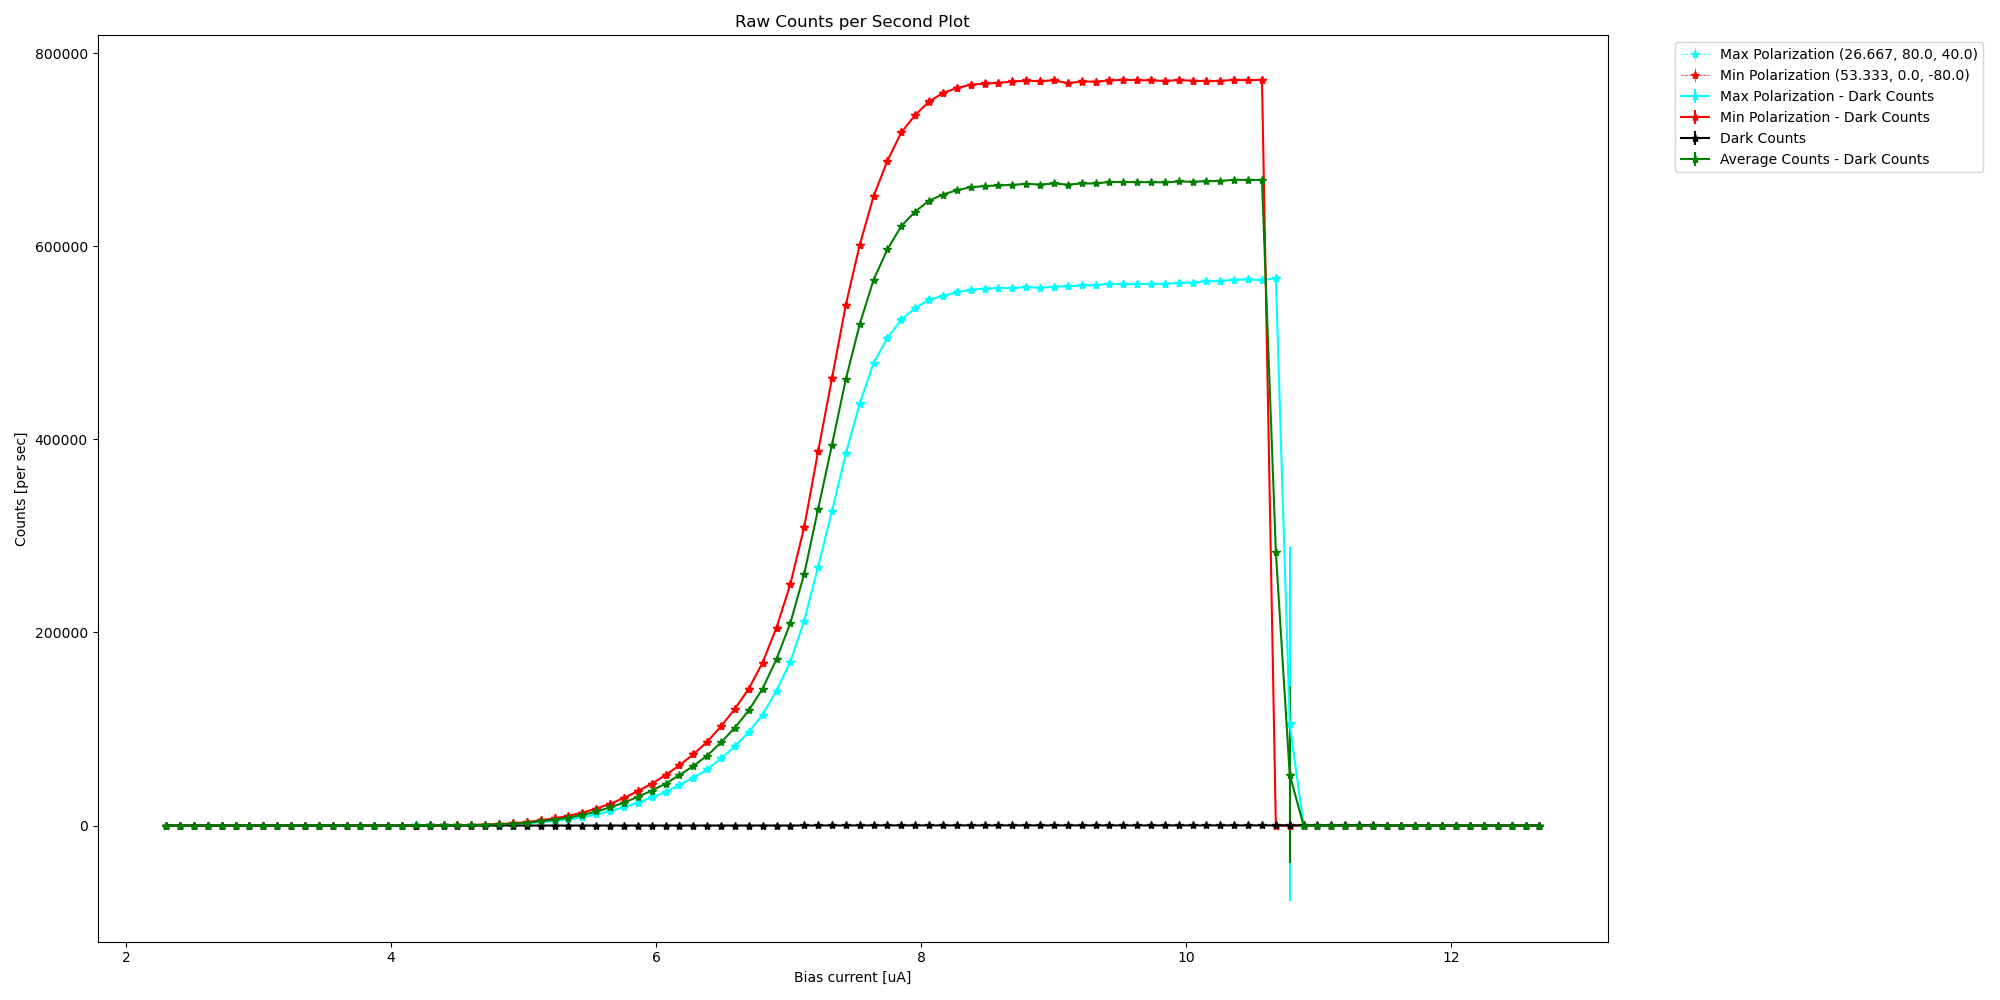 Raw Counts per Second Plot
Max Polarization (26.667, 80.0, 40.0)
Min Polarization (53.333, 0.0, -80.0)
Max Polarization - Dark Counts
Min Polarization - Dark Counts
Dark Counts
Average Counts - Dark Counts
800000
600000
400000
200000
0
Counts [per sec]
2 4 6 8 10 12
Bias current [uA]